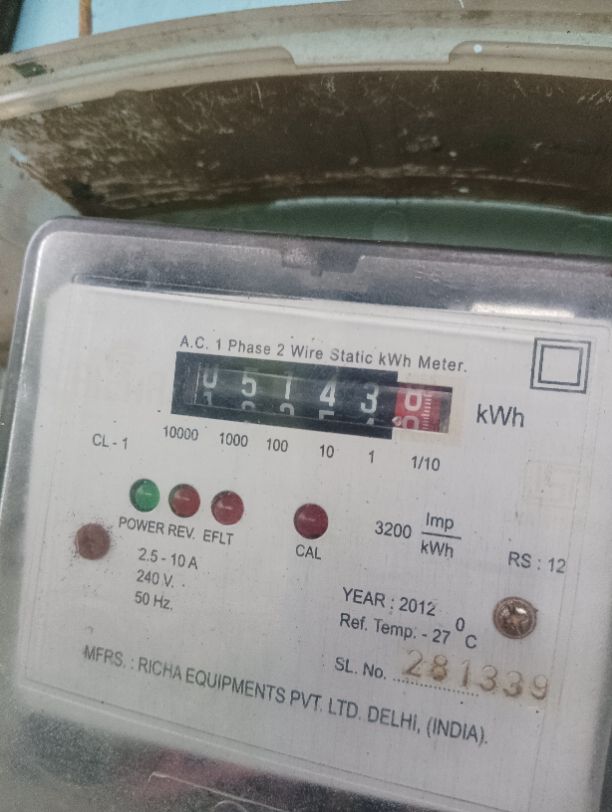 A.C. 1 Phase 2 Wire Static kWh Meter.
0 5 1 4 3 kWh
CL - 1 10000 1000 100 10 1 1/10
POWER REV. EFLT CAL 3200 Imp/kWh RS : 12
2.5 - 10 A
240 V.
50 Hz.
YEAR : 2012
Ref. Temp. - 27 °C
SL. No. 281339
MFRS. : RICHA EQUIPMENTS PVT. LTD. DELHI, (INDIA).